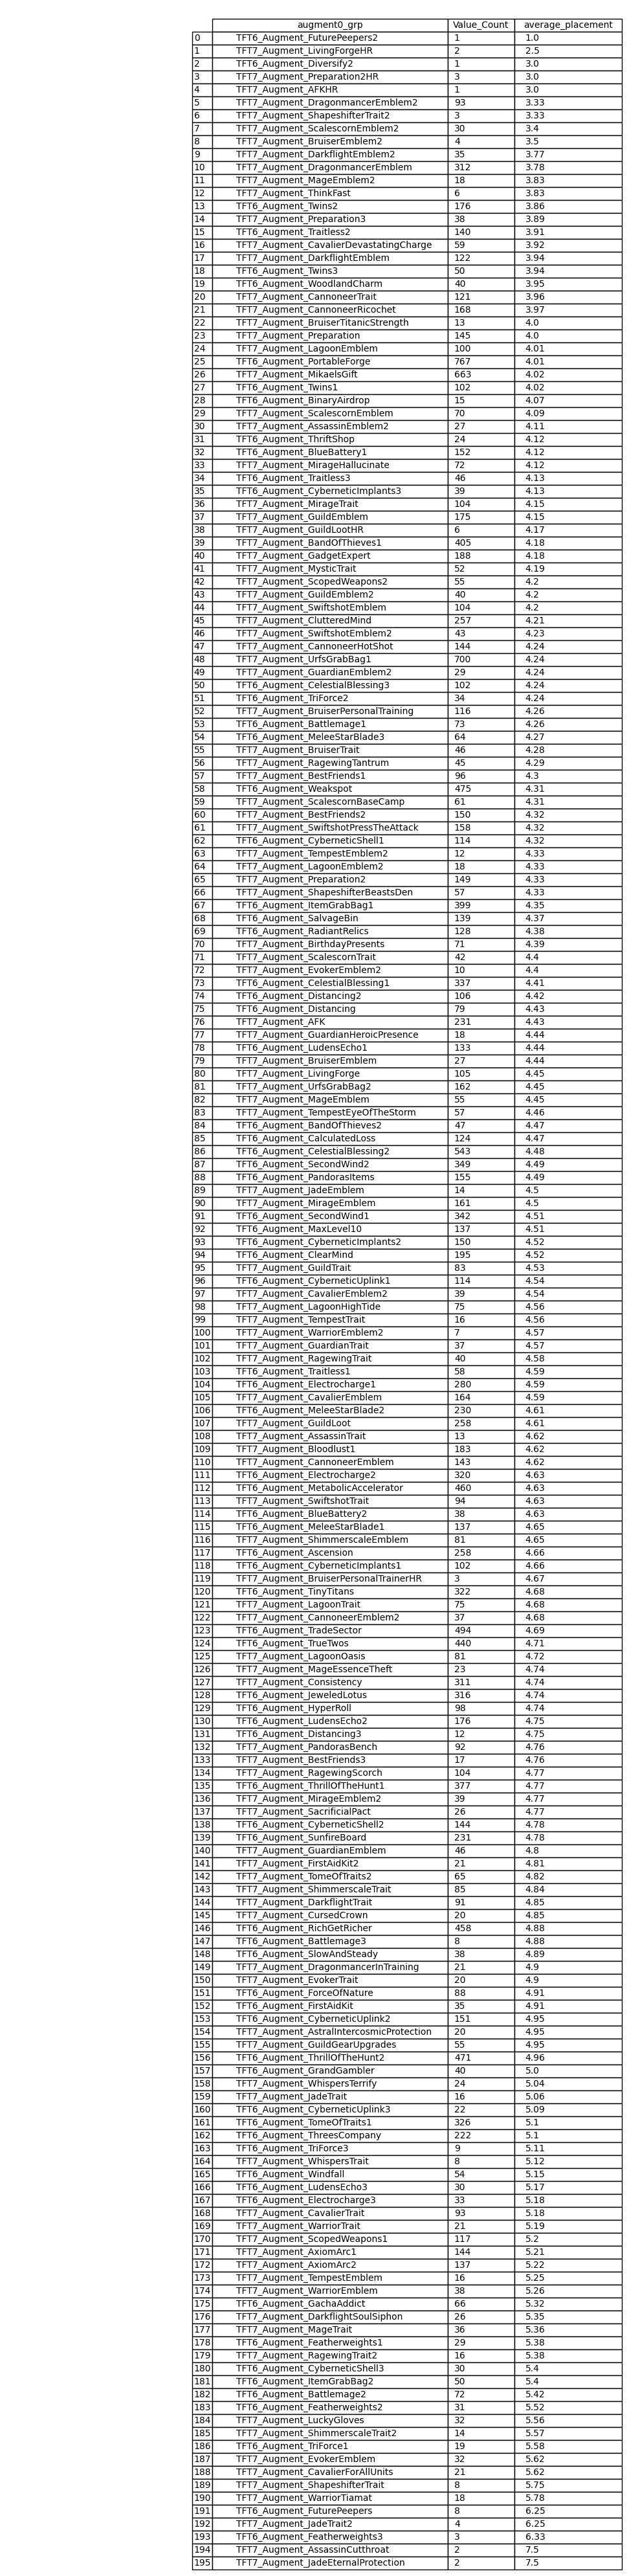 augment0_grp Value_Count average_placement
0 TFT6_Augment_FuturePeepers2 1 1.0
1 TFT7_Augment_LivingForgeHR 2 2.5
2 TFT6_Augment_Diversify2 1 3.0
3 TFT7_Augment_Preparation2HR 3 3.0
4 TFT7_Augment_AFKHR 1 3.0
5 TFT7_Augment_DragonmancerEmblem2 93 3.33
6 TFT7_Augment_ShapeshifterTrait2 3 3.33
7 TFT7_Augment_ScalescornEmblem2 30 3.4
8 TFT7_Augment_BruiserEmblem2 4 3.5
9 TFT7_Augment_DarkflightEmblem2 35 3.77
10 TFT7_Augment_DragonmancerEmblem 312 3.78
11 TFT7_Augment_MageEmblem2 18 3.83
12 TFT7_Augment_ThinkFast 6 3.83
13 TFT6_Augment_Twins2 176 3.86
14 TFT7_Augment_Preparation3 38 3.89
15 TFT6_Augment_Traitless2 140 3.91
16 TFT7_Augment_CavalierDevastatingCharge 59 3.92
17 TFT7_Augment_DarkflightEmblem 122 3.94
18 TFT6_Augment_Twins3 50 3.94
19 TFT6_Augment_WoodlandCharm 40 3.95
20 TFT7_Augment_CannoneerTrait 121 3.96
21 TFT7_Augment_CannoneerRicochet 168 3.97
22 TFT7_Augment_BruiserTitanicStrength 13 4.0
23 TFT7_Augment_Preparation 145 4.0
24 TFT7_Augment_LagoonEmblem 100 4.01
25 TFT6_Augment_PortableForge 767 4.01
26 TFT7_Augment_MikaelsGift 663 4.02
27 TFT6_Augment_Twins1 102 4.02
28 TFT6_Augment_BinaryAirdrop 15 4.07
29 TFT7_Augment_ScalescornEmblem 70 4.09
30 TFT7_Augment_AssassinEmblem2 27 4.11
31 TFT6_Augment_ThriftShop 24 4.12
32 TFT6_Augment_BlueBattery1 152 4.12
33 TFT7_Augment_MirageHallucinate 72 4.12
34 TFT6_Augment_Traitless3 46 4.13
35 TFT6_Augment_CyberneticImplants3 39 4.13
36 TFT7_Augment_MirageTrait 104 4.15
37 TFT7_Augment_GuildEmblem 175 4.15
38 TFT7_Augment_GuildLootHR 6 4.17
39 TFT7_Augment_BandOfThieves1 405 4.18
40 TFT7_Augment_GadgetExpert 188 4.18
41 TFT7_Augment_MysticTrait 52 4.19
42 TFT6_Augment_ScopedWeapons2 55 4.2
43 TFT7_Augment_GuildEmblem2 40 4.2
44 TFT7_Augment_SwiftshotEmblem 104 4.2
45 TFT7_Augment_ClutteredMind 257 4.21
46 TFT7_Augment_SwiftshotEmblem2 43 4.23
47 TFT7_Augment_CannoneerHotShot 144 4.24
48 TFT7_Augment_UrfsGrabBag1 700 4.24
49 TFT7_Augment_GuardianEmblem2 29 4.24
50 TFT6_Augment_CelestialBlessing3 102 4.24
51 TFT6_Augment_TriForce2 34 4.24
52 TFT7_Augment_BruiserPersonalTraining 116 4.26
53 TFT6_Augment_Battlemage1 73 4.26
54 TFT6_Augment_MeleeStarBlade3 64 4.27
55 TFT7_Augment_BruiserTrait 46 4.28
56 TFT7_Augment_RagewingTantrum 45 4.29
57 TFT7_Augment_BestFriends1 96 4.3
58 TFT6_Augment_Weakspot 475 4.31
59 TFT7_Augment_ScalescornBaseCamp 61 4.31
60 TFT7_Augment_BestFriends2 150 4.32
61 TFT7_Augment_SwiftshotPressTheAttack 158 4.32
62 TFT6_Augment_CyberneticShell1 114 4.32
63 TFT7_Augment_TempestEmblem2 12 4.33
64 TFT7_Augment_LagoonEmblem2 18 4.33
65 TFT7_Augment_Preparation2 149 4.33
66 TFT7_Augment_ShapeshifterBeastsDen 57 4.33
67 TFT6_Augment_ItemGrabBag1 399 4.35
68 TFT6_Augment_SalvageBin 139 4.37
69 TFT6_Augment_RadiantRelics 128 4.38
70 TFT7_Augment_BirthdayPresents 71 4.39
71 TFT7_Augment_ScalescornTrait 42 4.4
72 TFT7_Augment_EvokerEmblem2 10 4.4
73 TFT6_Augment_CelestialBlessing1 337 4.41
74 TFT6_Augment_Distancing2 106 4.42
75 TFT6_Augment_Distancing 79 4.43
76 TFT7_Augment_AFK 231 4.43
77 TFT7_Augment_GuardianHeroicPresence 18 4.44
78 TFT6_Augment_LudensEcho1 133 4.44
79 TFT7_Augment_BruiserEmblem 27 4.44
80 TFT7_Augment_LivingForge 105 4.45
81 TFT7_Augment_UrfsGrabBag2 162 4.45
82 TFT7_Augment_MageEmblem 55 4.45
83 TFT7_Augment_TempestEyeOfTheStorm 57 4.46
84 TFT7_Augment_BandOfThieves2 47 4.47
85 TFT6_Augment_CalculatedLoss 124 4.47
86 TFT6_Augment_CelestialBlessing2 543 4.48
87 TFT6_Augment_SecondWind2 349 4.49
88 TFT6_Augment_PandorasItems 155 4.49
89 TFT7_Augment_JadeEmblem 14 4.5
90 TFT7_Augment_MirageEmblem 161 4.5
91 TFT6_Augment_SecondWind1 342 4.51
92 TFT7_Augment_MaxLevel10 137 4.51
93 TFT6_Augment_CyberneticImplants2 150 4.52
94 TFT6_Augment_ClearMind 195 4.52
95 TFT7_Augment_GuildTrait 83 4.53
96 TFT6_Augment_CyberneticUplink1 114 4.54
97 TFT7_Augment_CavalierEmblem2 39 4.54
98 TFT7_Augment_LagoonHighTide 75 4.56
99 TFT7_Augment_TempestTrait 16 4.56
100 TFT7_Augment_WarriorEmblem2 7 4.57
101 TFT7_Augment_GuardianTrait 37 4.57
102 TFT7_Augment_RagewingTrait 40 4.58
103 TFT6_Augment_Traitless1 58 4.59
104 TFT6_Augment_Electrocharge1 280 4.59
105 TFT7_Augment_CavalierEmblem 164 4.59
106 TFT6_Augment_MeleeStarBlade2 230 4.61
107 TFT7_Augment_GuildLoot 258 4.61
108 TFT7_Augment_AssassinTrait 13 4.62
109 TFT7_Augment_Bloodlust1 183 4.62
110 TFT7_Augment_CannoneerEmblem 143 4.62
111 TFT6_Augment_Electrocharge2 320 4.63
112 TFT6_Augment_MetabolicAccelerator 460 4.63
113 TFT7_Augment_SwiftshotTrait 94 4.63
114 TFT6_Augment_BlueBattery2 38 4.63
115 TFT6_Augment_MeleeStarBlade1 137 4.65
116 TFT7_Augment_ShimmerscaleEmblem 81 4.65
117 TFT6_Augment_Ascension 258 4.66
118 TFT6_Augment_CyberneticImplants1 102 4.66
119 TFT7_Augment_BruiserPersonalTrainerHR 3 4.67
120 TFT6_Augment_TinyTitans 322 4.68
121 TFT7_Augment_LagoonTrait 75 4.68
122 TFT7_Augment_CannoneerEmblem2 37 4.68
123 TFT6_Augment_TradeSector 494 4.69
124 TFT6_Augment_TrueTwos 440 4.71
125 TFT7_Augment_LagoonOasis 81 4.72
126 TFT7_Augment_MageEssenceTheft 23 4.74
127 TFT7_Augment_Consistency 311 4.74
128 TFT6_Augment_JeweledLotus 316 4.74
129 TFT6_Augment_HyperRoll 98 4.74
130 TFT6_Augment_LudensEcho2 176 4.75
131 TFT6_Augment_Distancing3 12 4.75
132 TFT7_Augment_PandorasBench 92 4.76
133 TFT7_Augment_BestFriends3 17 4.76
134 TFT7_Augment_RagewingScorch 104 4.77
135 TFT6_Augment_ThrillOfTheHunt1 377 4.77
136 TFT7_Augment_MirageEmblem2 39 4.77
137 TFT7_Augment_SacrificialPact 26 4.77
138 TFT6_Augment_CyberneticShell2 144 4.78
139 TFT6_Augment_SunfireBoard 231 4.78
140 TFT7_Augment_GuardianEmblem 46 4.8
141 TFT7_Augment_FirstAidKit2 21 4.81
142 TFT6_Augment_TomeOfTraits2 65 4.82
143 TFT7_Augment_ShimmerscaleTrait 85 4.84
144 TFT7_Augment_DarkflightTrait 91 4.85
145 TFT7_Augment_CursedCrown 20 4.85
146 TFT6_Augment_RichGetRicher 458 4.88
147 TFT6_Augment_Battlemage3 8 4.88
148 TFT6_Augment_SlowAndSteady 38 4.89
149 TFT7_Augment_DragonmancerInTraining 21 4.9
150 TFT7_Augment_EvokerTrait 20 4.9
151 TFT6_Augment_ForceOfNature 88 4.91
152 TFT6_Augment_FirstAidKit 35 4.91
153 TFT6_Augment_CyberneticUplink2 151 4.95
154 TFT7_Augment_AstralIntercosmicProtection 20 4.95
155 TFT7_Augment_GuildGearUpgrades 55 4.95
156 TFT6_Augment_ThrillOfTheHunt2 471 4.96
157 TFT6_Augment_GrandGambler 40 5.0
158 TFT7_Augment_WhispersTerrify 24 5.04
159 TFT7_Augment_JadeTrait 16 5.06
160 TFT6_Augment_CyberneticUplink3 22 5.09
161 TFT6_Augment_TomeOfTraits1 326 5.1
162 TFT6_Augment_ThreesCompany 222 5.1
163 TFT6_Augment_TriForce3 9 5.11
164 TFT7_Augment_WhispersTrait 8 5.12
165 TFT6_Augment_Windfall 54 5.15
166 TFT6_Augment_LudensEcho3 30 5.17
167 TFT6_Augment_Electrocharge3 33 5.18
168 TFT7_Augment_CavalierTrait 93 5.18
169 TFT7_Augment_WarriorTrait 21 5.19
170 TFT6_Augment_ScopedWeapons1 117 5.2
171 TFT7_Augment_AxiomArc1 144 5.21
172 TFT7_Augment_AxiomArc2 137 5.22
173 TFT7_Augment_TempestEmblem 16 5.25
174 TFT7_Augment_WarriorEmblem 38 5.26
175 TFT6_Augment_GachaAddict 66 5.32
176 TFT7_Augment_DarkflightSoulSiphon 26 5.35
177 TFT7_Augment_MageTrait 36 5.36
178 TFT6_Augment_Featherweights1 29 5.38
179 TFT7_Augment_RagewingTrait2 16 5.38
180 TFT6_Augment_CyberneticShell3 30 5.4
181 TFT6_Augment_ItemGrabBag2 50 5.4
182 TFT6_Augment_Battlemage2 72 5.42
183 TFT6_Augment_Featherweights2 31 5.52
184 TFT7_Augment_LuckyGloves 32 5.56
185 TFT7_Augment_ShimmerscaleTrait2 14 5.57
186 TFT6_Augment_TriForce1 19 5.58
187 TFT7_Augment_EvokerEmblem 32 5.62
188 TFT7_Augment_CavalierForAllUnits 21 5.62
189 TFT7_Augment_ShapeshifterTrait 8 5.75
190 TFT7_Augment_WarriorTiamat 18 5.78
191 TFT6_Augment_FuturePeepers 8 6.25
192 TFT7_Augment_JadeTrait2 4 6.25
193 TFT6_Augment_Featherweights3 3 6.33
194 TFT7_Augment_AssassinCutthroat 2 7.5
195 TFT7_Augment_JadeEternalProtection 2 7.5